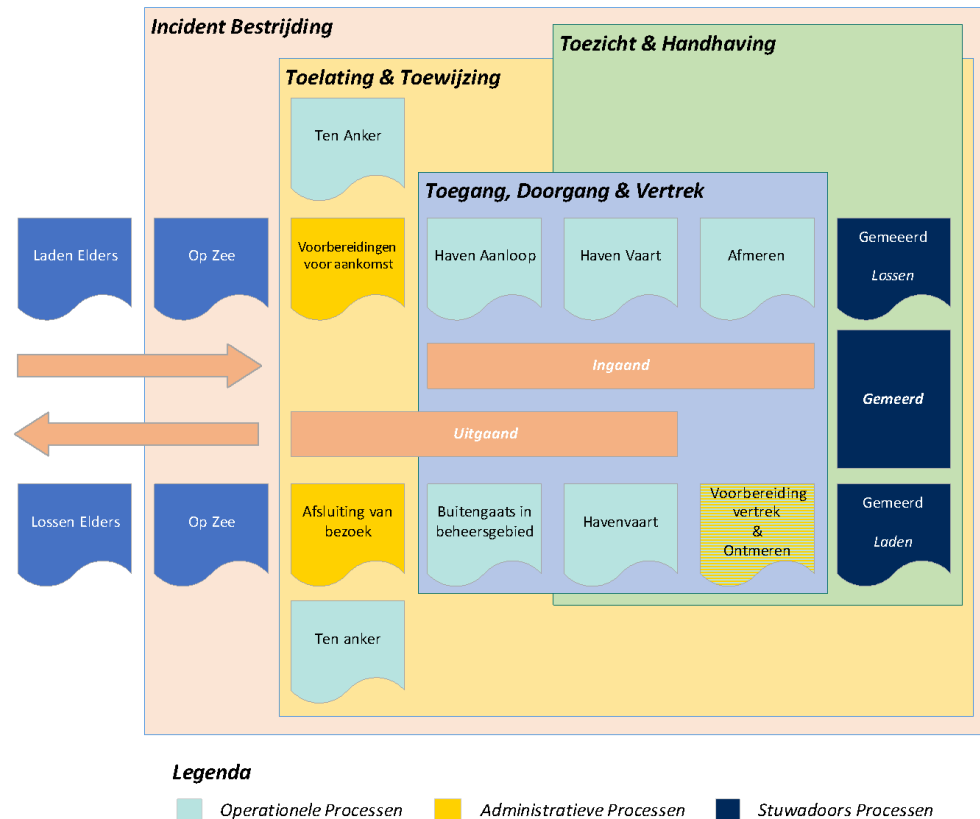 Incident Bestrijding
Toezicht & Handhaving
Toelating & Toewijzing
Ten Anker
Toegang, Doorgang & Vertrek
Laden Elders
Op Zee
Voorbereidingen
voor aankomst
Haven Aanloop
Haven Vaart
Afmeren
Gemeeerd
Lossen
Ingaand
Gemeerd
Uitgaand
Lossen Elders
Op Zee
Afsluiting van
bezoek
Buitengaats in
beheersgebied
Havenvaart
Voorbereiding
vertrek
&
Ontmeren
Gemeerd
Laden
Ten anker
Legenda
Operationele Processen
Administratieve Processen
Stuwadoors Processen